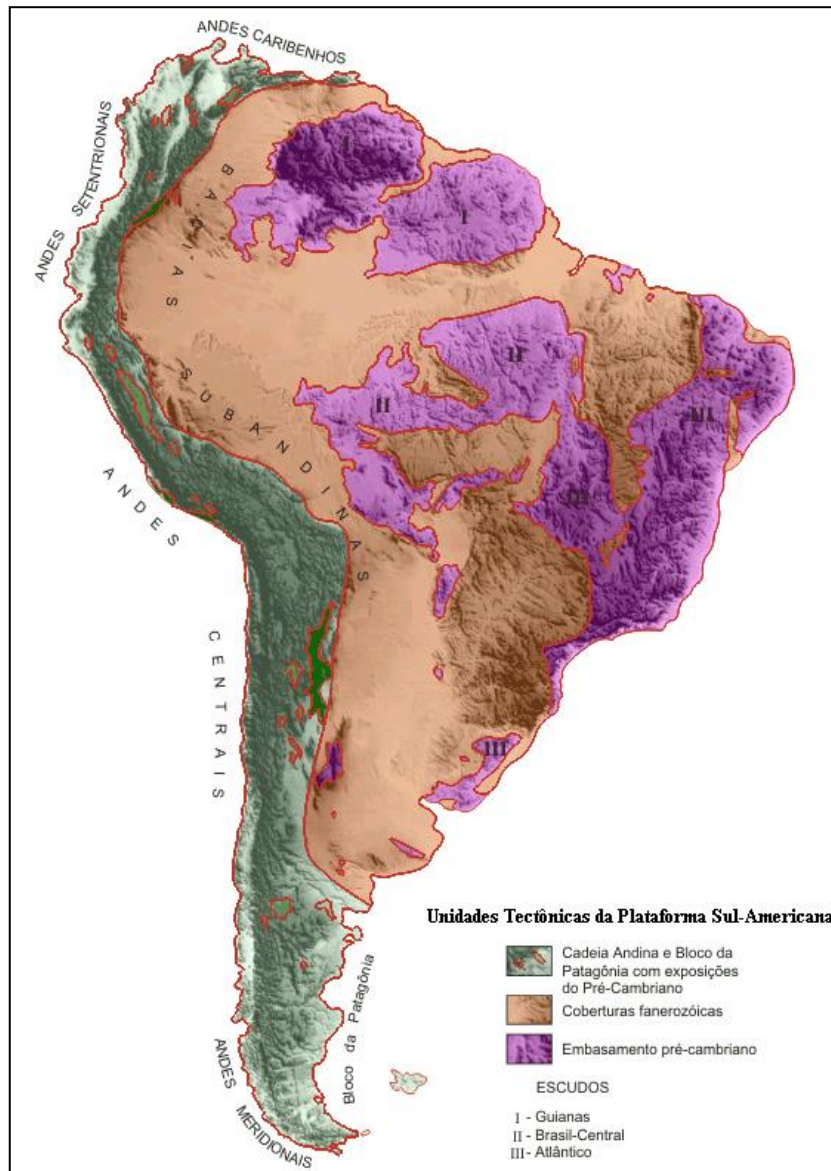 ANDES CARIBENHOS
ANDES SETENTRIONAIS
BACIAS SUBANDINAS
I
I
II
II
III
III
III
ANDES CENTRAIS
Bloco da Patagônia
ANDES MERIDIONAIS
Unidades Tectônicas da Plataforma Sul-Americana
Cadeia Andina e Bloco da
Patagônia com exposições
do Pré-Cambriano
Coberturas fanerozóicas
Embasamento pré-cambriano
ESCUDOS
I - Guianas
II - Brasil-Central
III - Atlântico